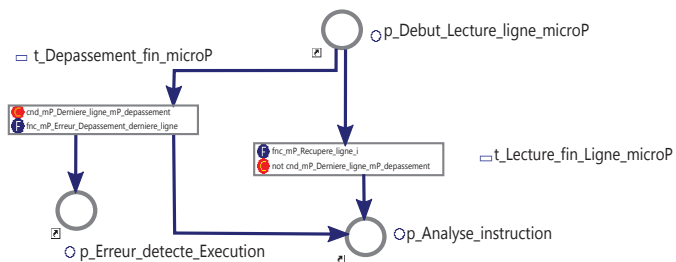 p_Debut_Lecture_ligne_microP
t_Depassement_fin_microP
C cnd_mP_Derniere_ligne_mP_depassement
F fnc_mP_Erreur_Depassement_derniere_ligne
F fnc_mP_Recupere_ligne_i
C not cnd_mP_Derniere_ligne_mP_depassement
t_Lecture_fin_Ligne_microP
p_Analyse_instruction
p_Erreur_detecte_Execution